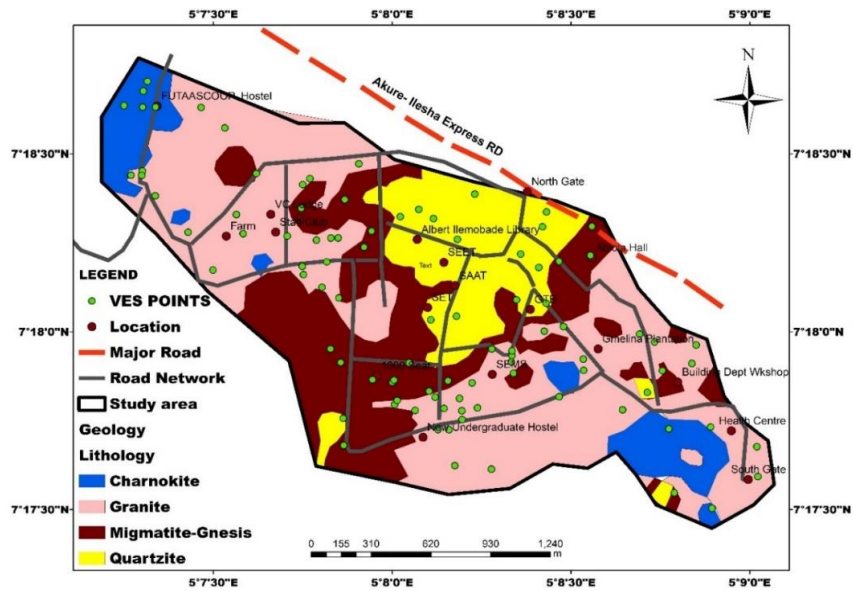 5°7'30"E 5°8'0"E 5°8'30"E 5°9'0"E
N
Akure- Ilesha Express RD
7°18'30"N 7°18'30"N
FUTAASCOOP Hostel
North Gate
VC
Staff Club
Farm
Albert Ilemobade Library
Hall
SEET
Text
SAAT
SET
7°18'0"N 7°18'0"N
Gmelina Plantation
SEMS
Building Dept Wkshop
New Undergraduate Hostel
Health Centre
South Gate
7°17'30"N 7°17'30"N
LEGEND
VES POINTS
Location
Major Road
Road Network
Study area
Geology
Lithology
Charnokite
Granite
Migmatite-Gnesis
Quartzite
0 155 310 620 930 1,240
m
5°7'30"E 5°8'0"E 5°8'30"E 5°9'0"E